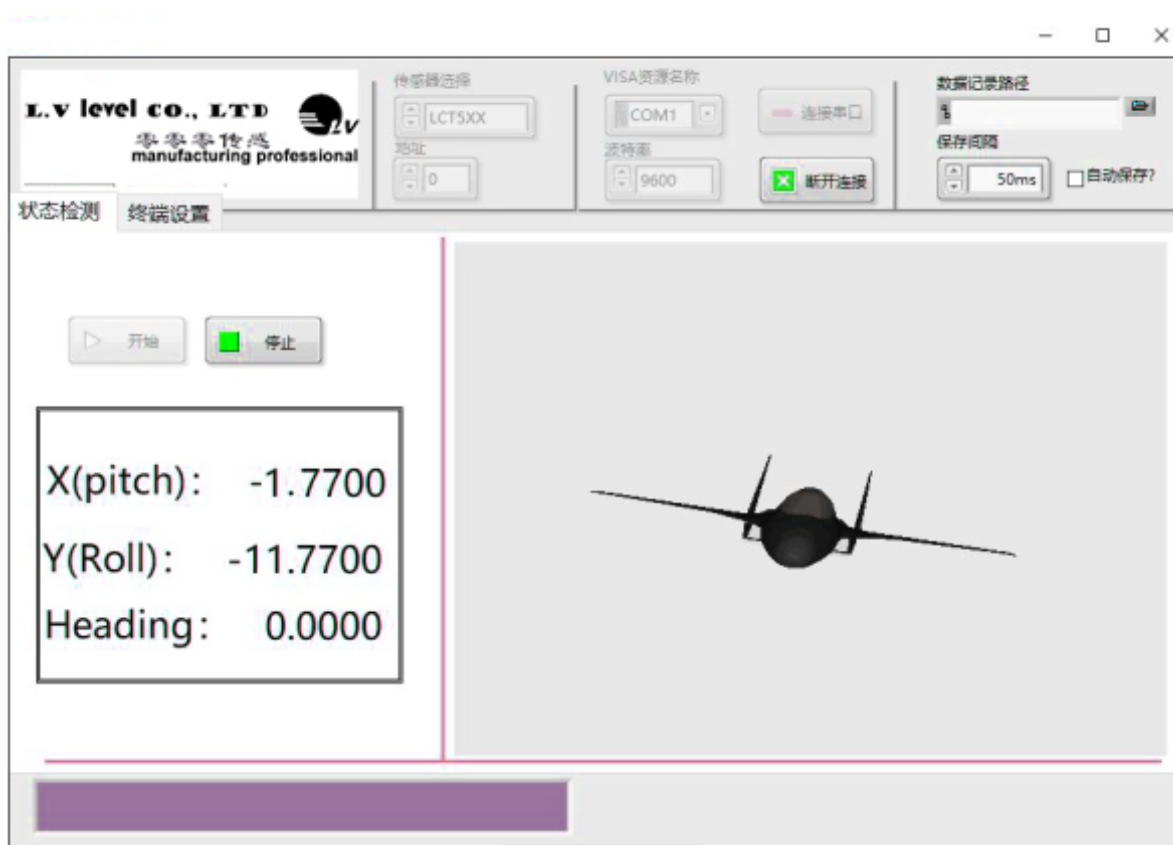 L.V level CO., LTD
LV
零零零传感
manufacturing professional
传感器选择
LCT5XX
地址
0
VISA资源名称
COM1
波特率
9600
连接串口
断开连接
数据记录路径
保存间隔
50ms
自动保存?
状态检测
终端设置
开始
停止
X(pitch): -1.7700
Y(Roll): -11.7700
Heading: 0.0000